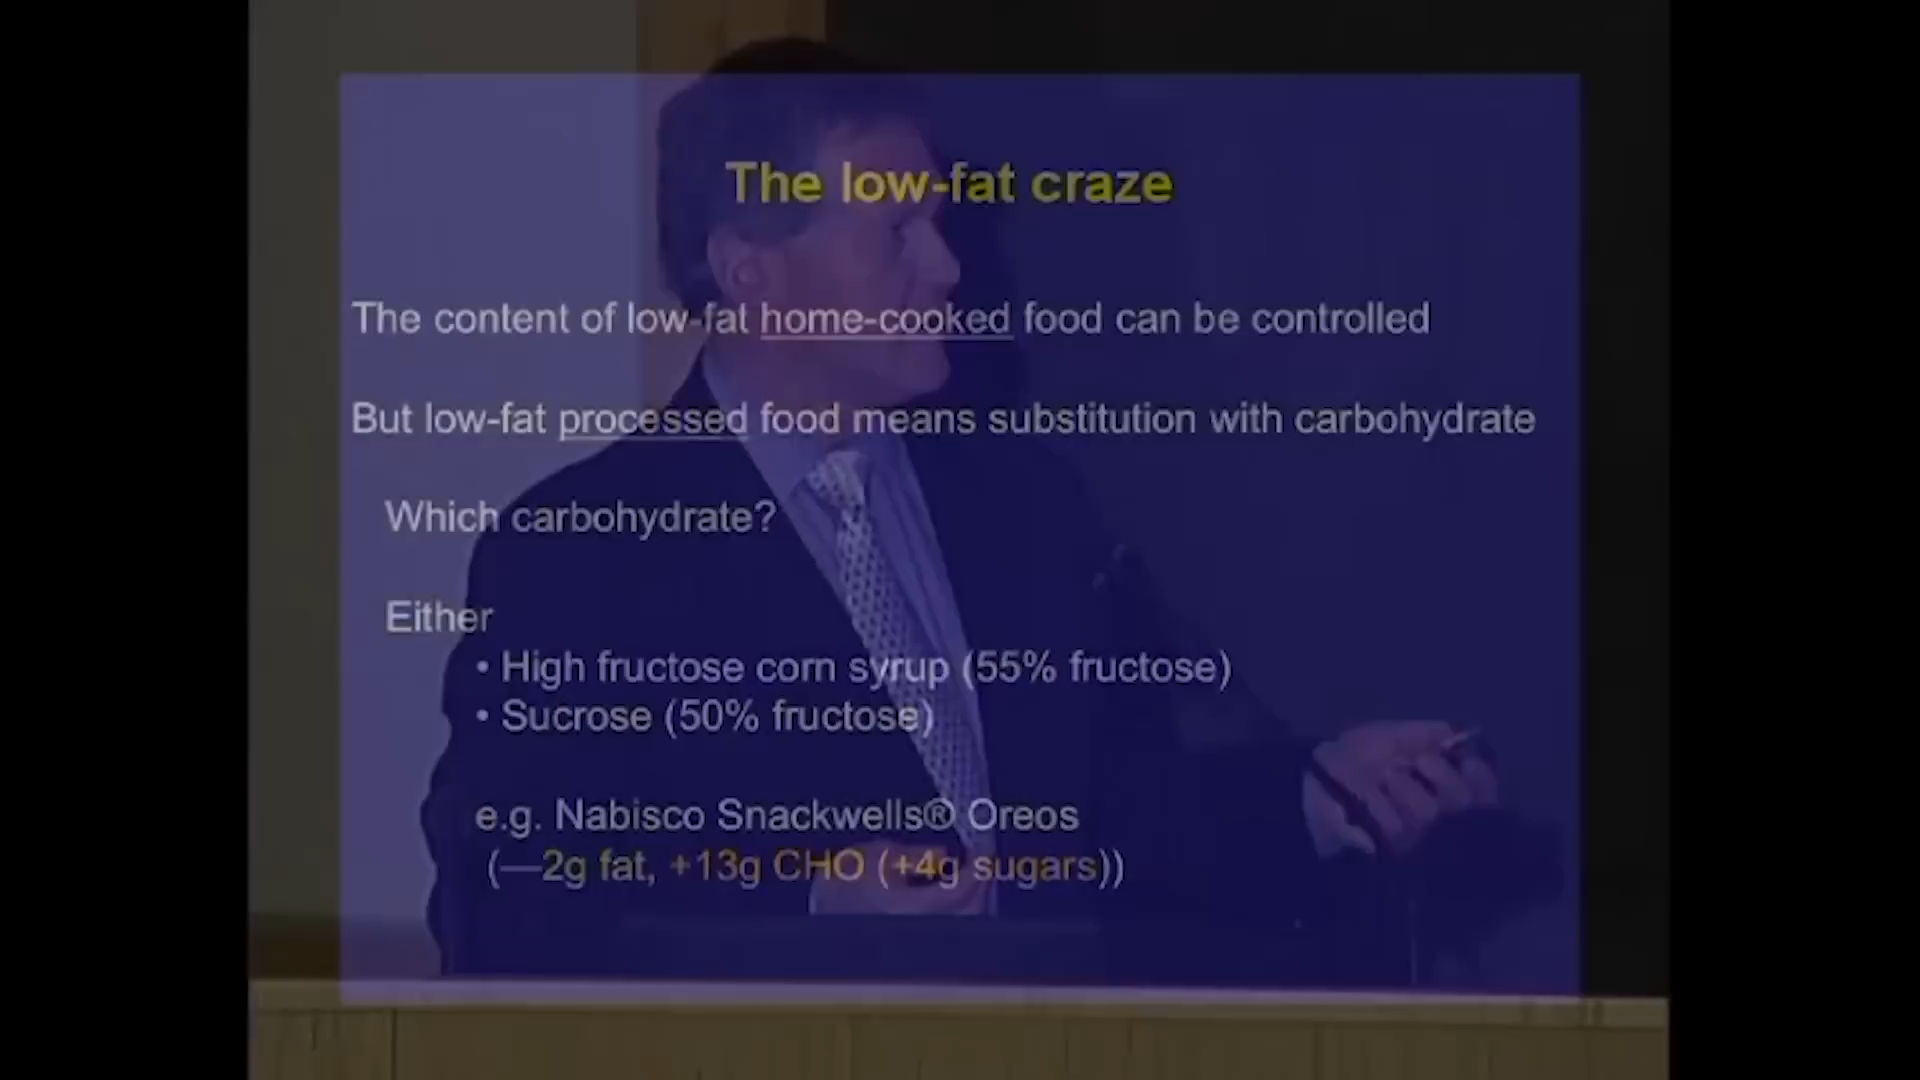 The low-fat craze
The content of low-fat home-cooked food can be controlled
But low-fat processed food means substitution with carbohydrate
Which carbohydrate?
Either
• High fructose corn syrup (55% fructose)
• Sucrose (50% fructose)
e.g. Nabisco Snackwells® Oreos
(—2g fat, +13g CHO (+4g sugars))